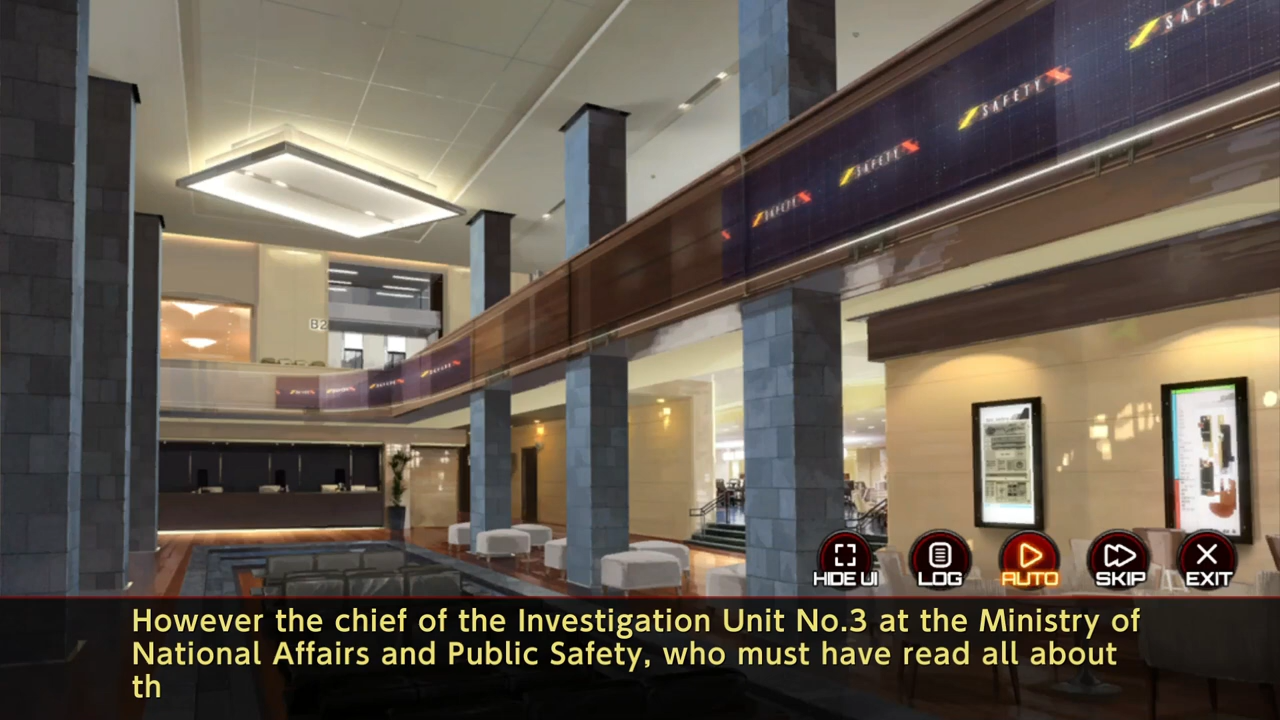 SAFETY
SAFETY
B2
HIDE UI
LOG
AUTO
SKIP
EXIT
However the chief of the Investigation Unit No.3 at the Ministry of
National Affairs and Public Safety, who must have read all about
th